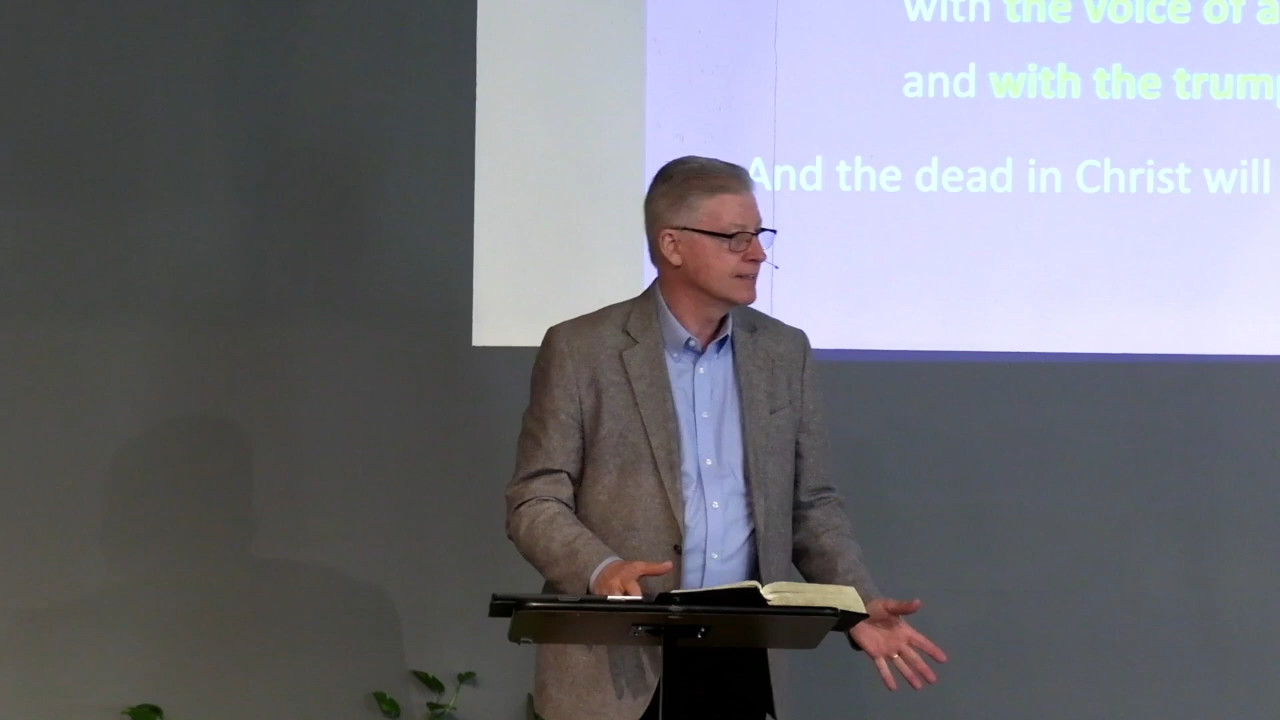 with the voice of a
and with the trum
And the dead in Christ will